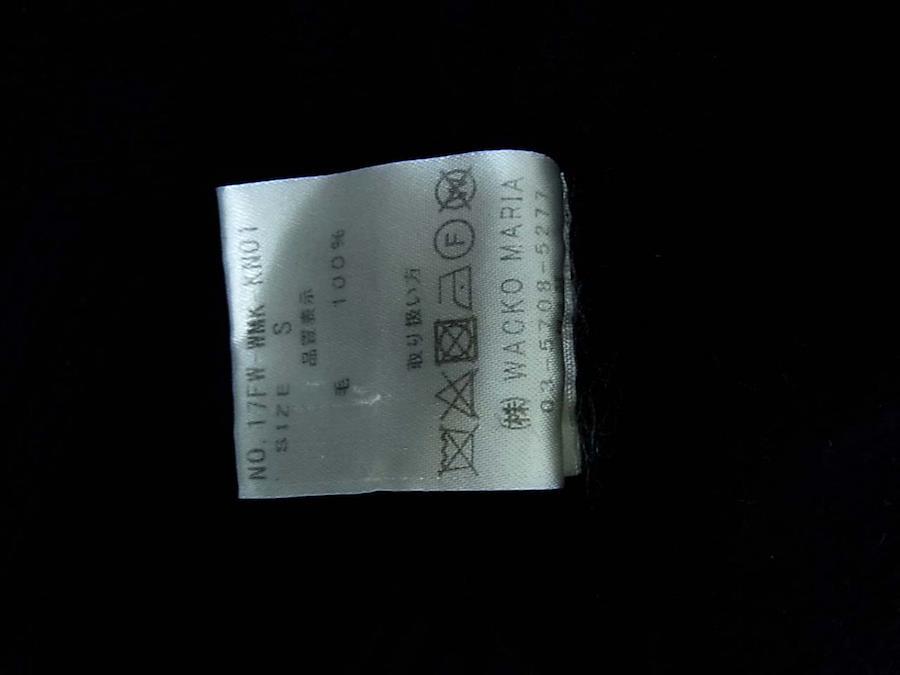 NO. 17FW-WMK-KN01
SIZE S
品質表示
毛 100%
取り扱い方
F
W
(株) WACKO MARIA
03-5708-5277